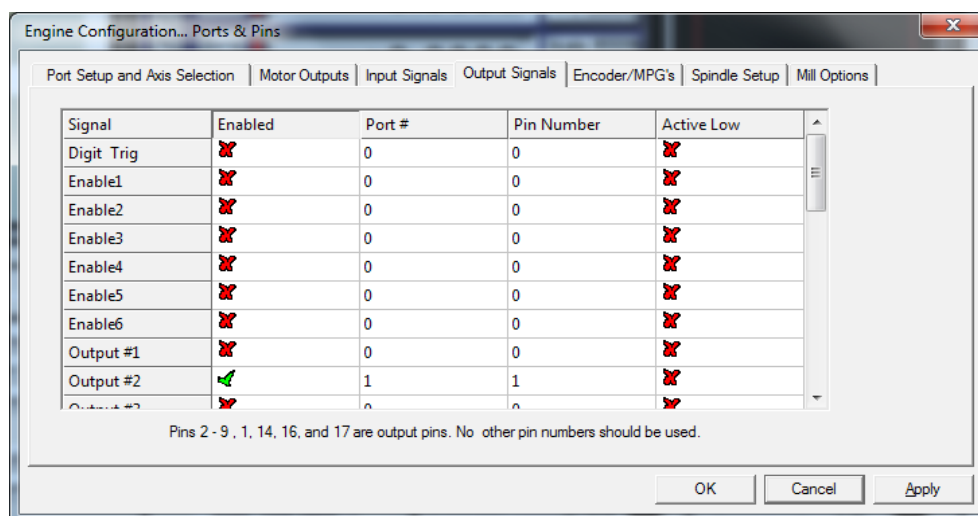 Engine Configuration... Ports & Pins
Port Setup and Axis Selection Motor Outputs Input Signals Output Signals Encoder/MPG's Spindle Setup Mill Options
Signal Enabled Port # Pin Number Active Low
Digit Trig 0 0
Enable1 0 0
Enable2 0 0
Enable3 0 0
Enable4 0 0
Enable5 0 0
Enable6 0 0
Output #1 0 0
Output #2 1 1
Output #3 0 0
Pins 2 - 9 , 1, 14, 16, and 17 are output pins. No other pin numbers should be used.
OK Cancel Apply